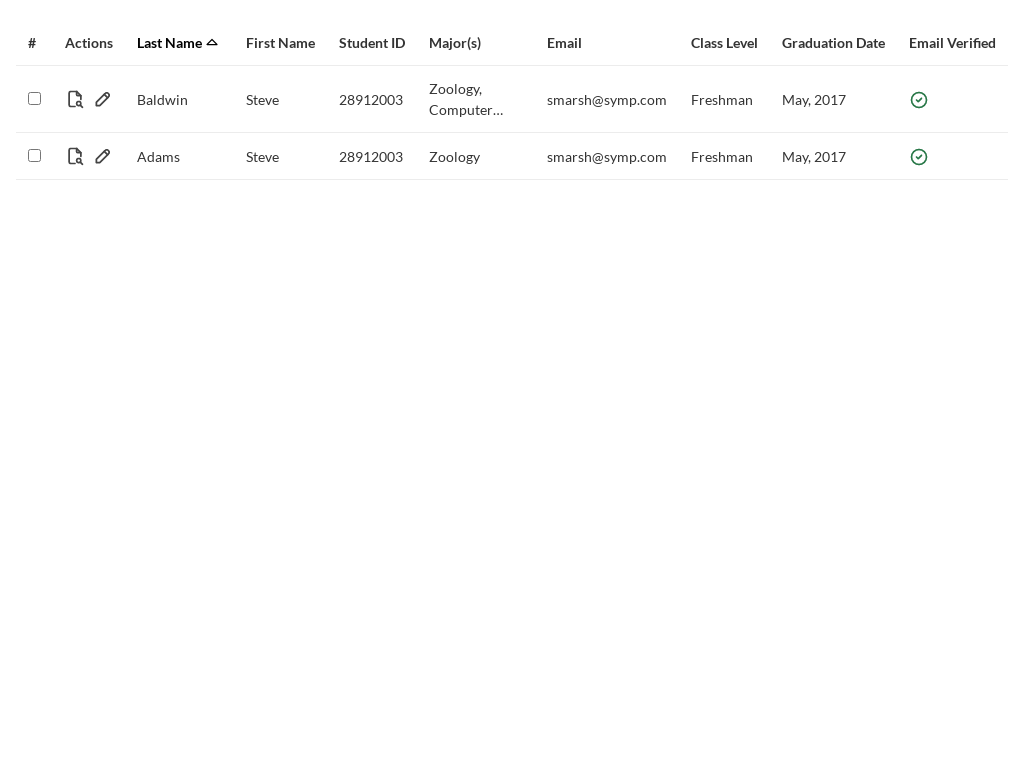 # Actions Last Name First Name Student ID Major(s) Email Class Level Graduation Date Email Verified
Baldwin Steve 28912003 Zoology, Computer... smarsh@symp.com Freshman May, 2017
Adams Steve 28912003 Zoology smarsh@symp.com Freshman May, 2017